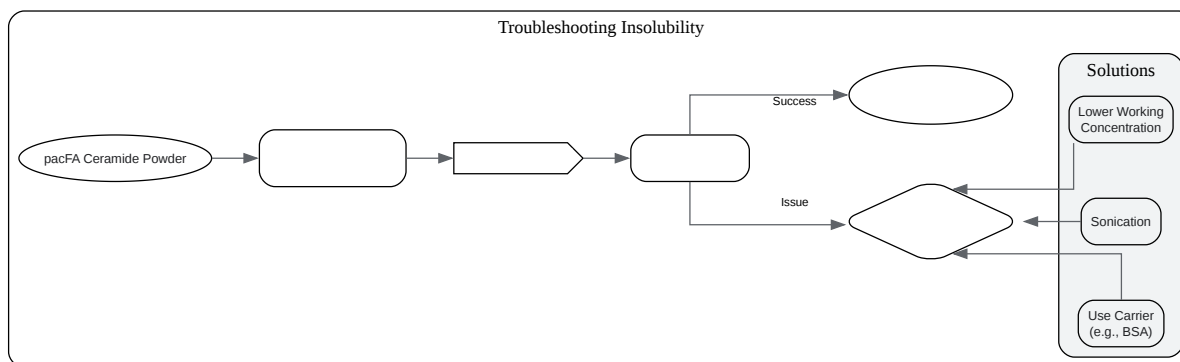 Troubleshooting Insolubility
Solutions
pacFA Ceramide Powder
Success
Issue
Lower Working
Concentration
Sonication
Use Carrier
(e.g., BSA)